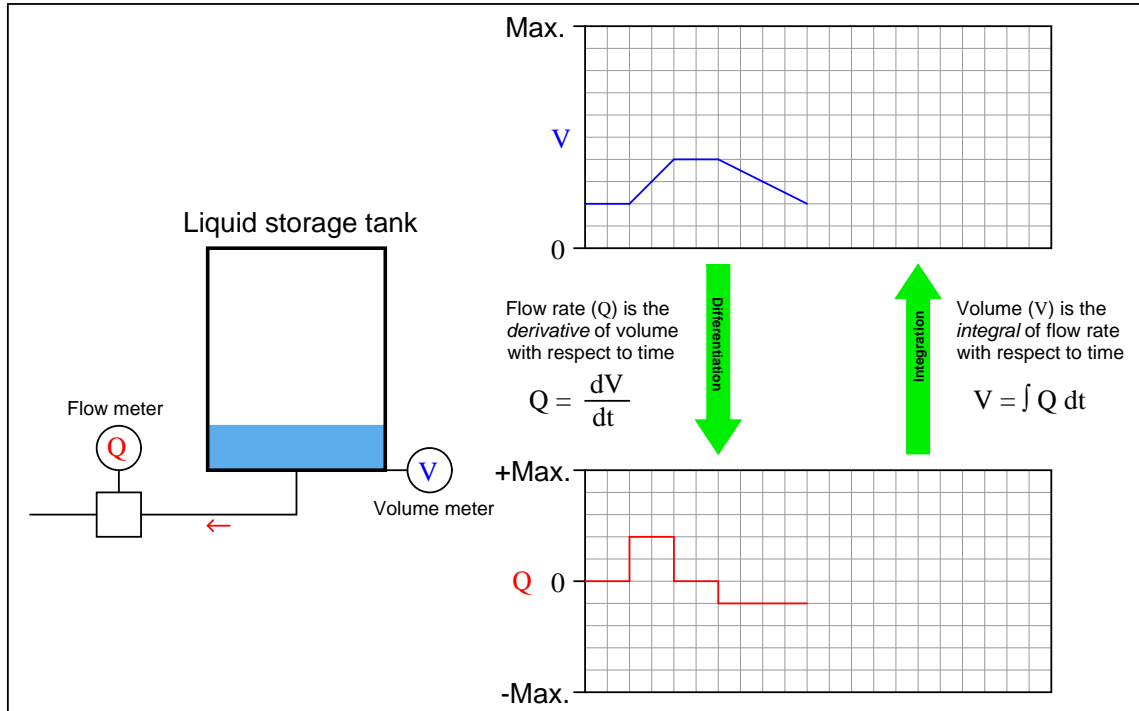 Max.
V
0
Liquid storage tank
Flow meter
Q
V
Volume meter
Flow rate (Q) is the
derivative of volume
with respect to time
Q = dV
dt
Differentiation
Integration
Volume (V) is the
integral of flow rate
with respect to time
V = ∫ Q dt
+Max.
Q 0
-Max.